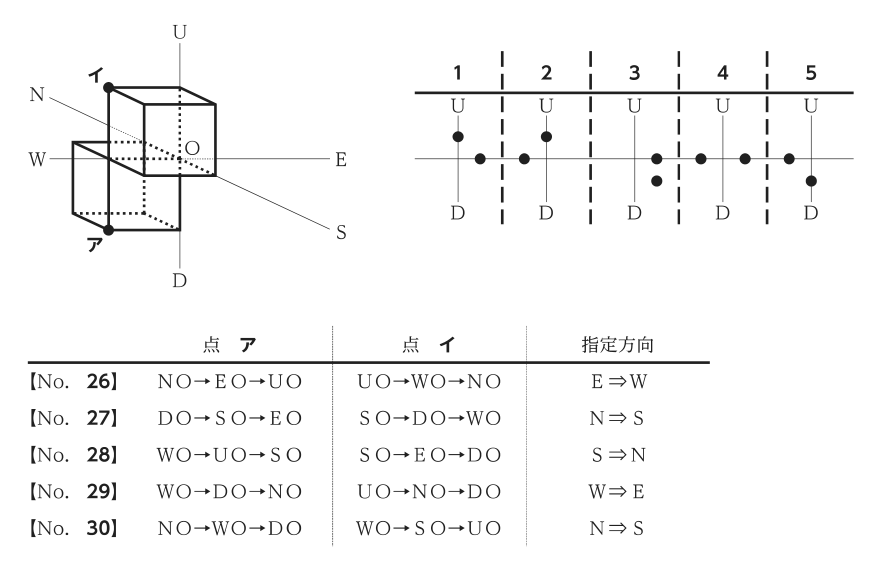 U
イ
N
O
W
E
S
ア
D
1 2 3 4 5
U U U U U
D D D D D
点 ア 点 イ 指定方向
【No. 26】 NO→EO→UO UO→WO→NO E⇒W
【No. 27】 DO→SO→EO SO→DO→WO N⇒S
【No. 28】 WO→UO→SO SO→EO→DO S⇒N
【No. 29】 WO→DO→NO UO→NO→DO W⇒E
【No. 30】 NO→WO→DO WO→SO→UO N⇒S